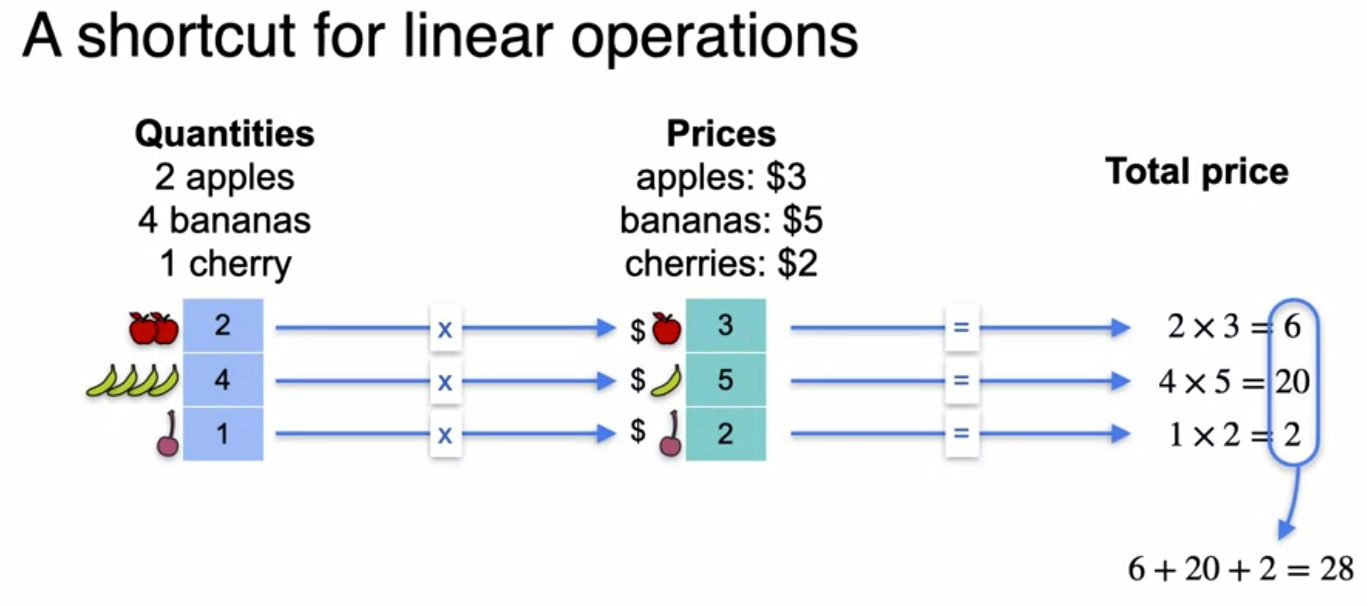 A shortcut for linear operations
Quantities
2 apples
4 bananas
1 cherry
Prices
apples: $3
bananas: $5
cherries: $2
Total price
2 x $ 3 = 2 × 3 = 6
4 x $ 5 = 4 × 5 = 20
1 x $ 2 = 1 × 2 = 2
6 + 20 + 2 = 28